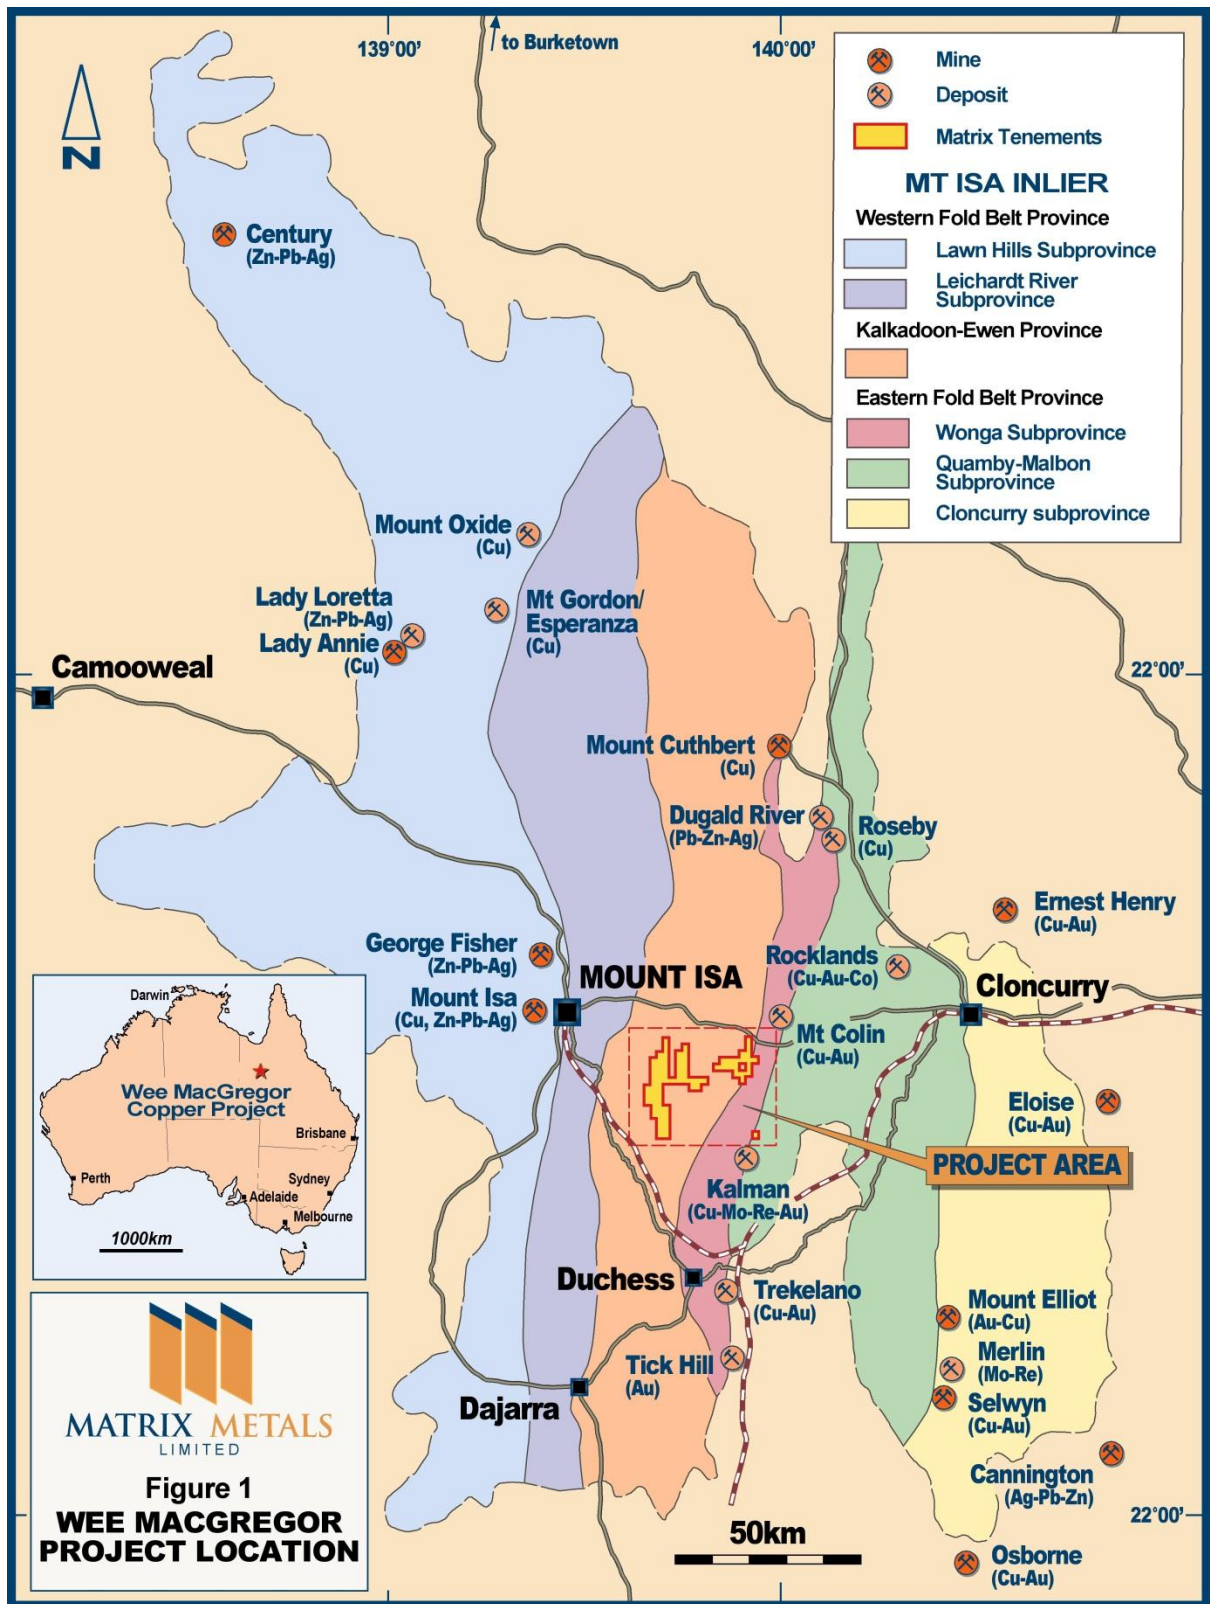 to Burketown
139°00'
140°00'
N
Mine
Deposit
Matrix Tenements
MT ISA INLIER
Western Fold Belt Province
Lawn Hills Subprovince
Leichardt River
Subprovince
Kalkadoon-Ewen Province
Eastern Fold Belt Province
Wonga Subprovince
Quamby-Malbon
Subprovince
Cloncurry subprovince
Century
(Zn-Pb-Ag)
Mount Oxide
(Cu)
Lady Loretta
(Zn-Pb-Ag)
Lady Annie
(Cu)
Mt Gordon/
Esperanza
(Cu)
Camooweal
22°00'
Mount Cuthbert
(Cu)
Dugald River
(Pb-Zn-Ag)
Roseby
(Cu)
Ernest Henry
(Cu-Au)
George Fisher
(Zn-Pb-Ag)
MOUNT ISA
Mount Isa
(Cu, Zn-Pb-Ag)
Rocklands
(Cu-Au-Co)
Cloncurry
Mt Colin
(Cu-Au)
Eloise
(Cu-Au)
PROJECT AREA
Kalman
(Cu-Mo-Re-Au)
Duchess
Trekelano
(Cu-Au)
Mount Elliot
(Au-Cu)
Merlin
(Mo-Re)
Tick Hill
(Au)
Selwyn
(Cu-Au)
Dajarra
Cannington
(Ag-Pb-Zn)
22°00'
50km
Osborne
(Cu-Au)
Darwin
Wee MacGregor
Copper Project
Brisbane
Perth
Sydney
Adelaide
Melbourne
1000km
MATRIX METALS
LIMITED
Figure 1
WEE MACGREGOR
PROJECT LOCATION